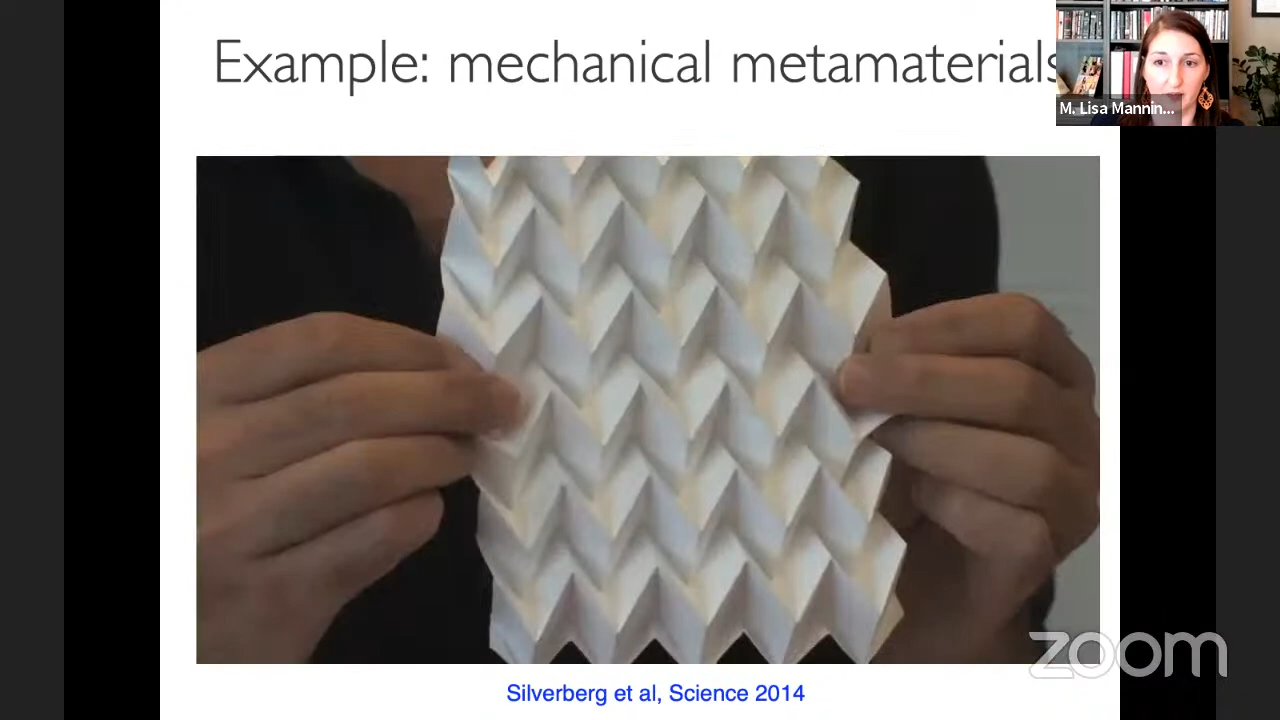 Example: mechanical metamaterials
M. Lisa Mannin...
zoom
Silverberg et al, Science 2014